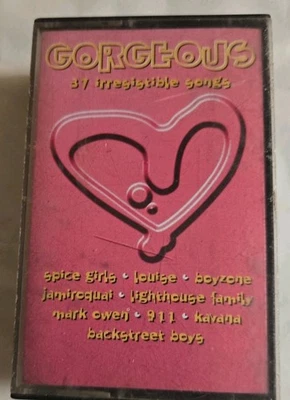 GORGEOUS
37 irresistible songs
spice girls • louise • boyzone
jamiroquai • lighthouse family
mark owen • 911 • kavana
backstreet boys